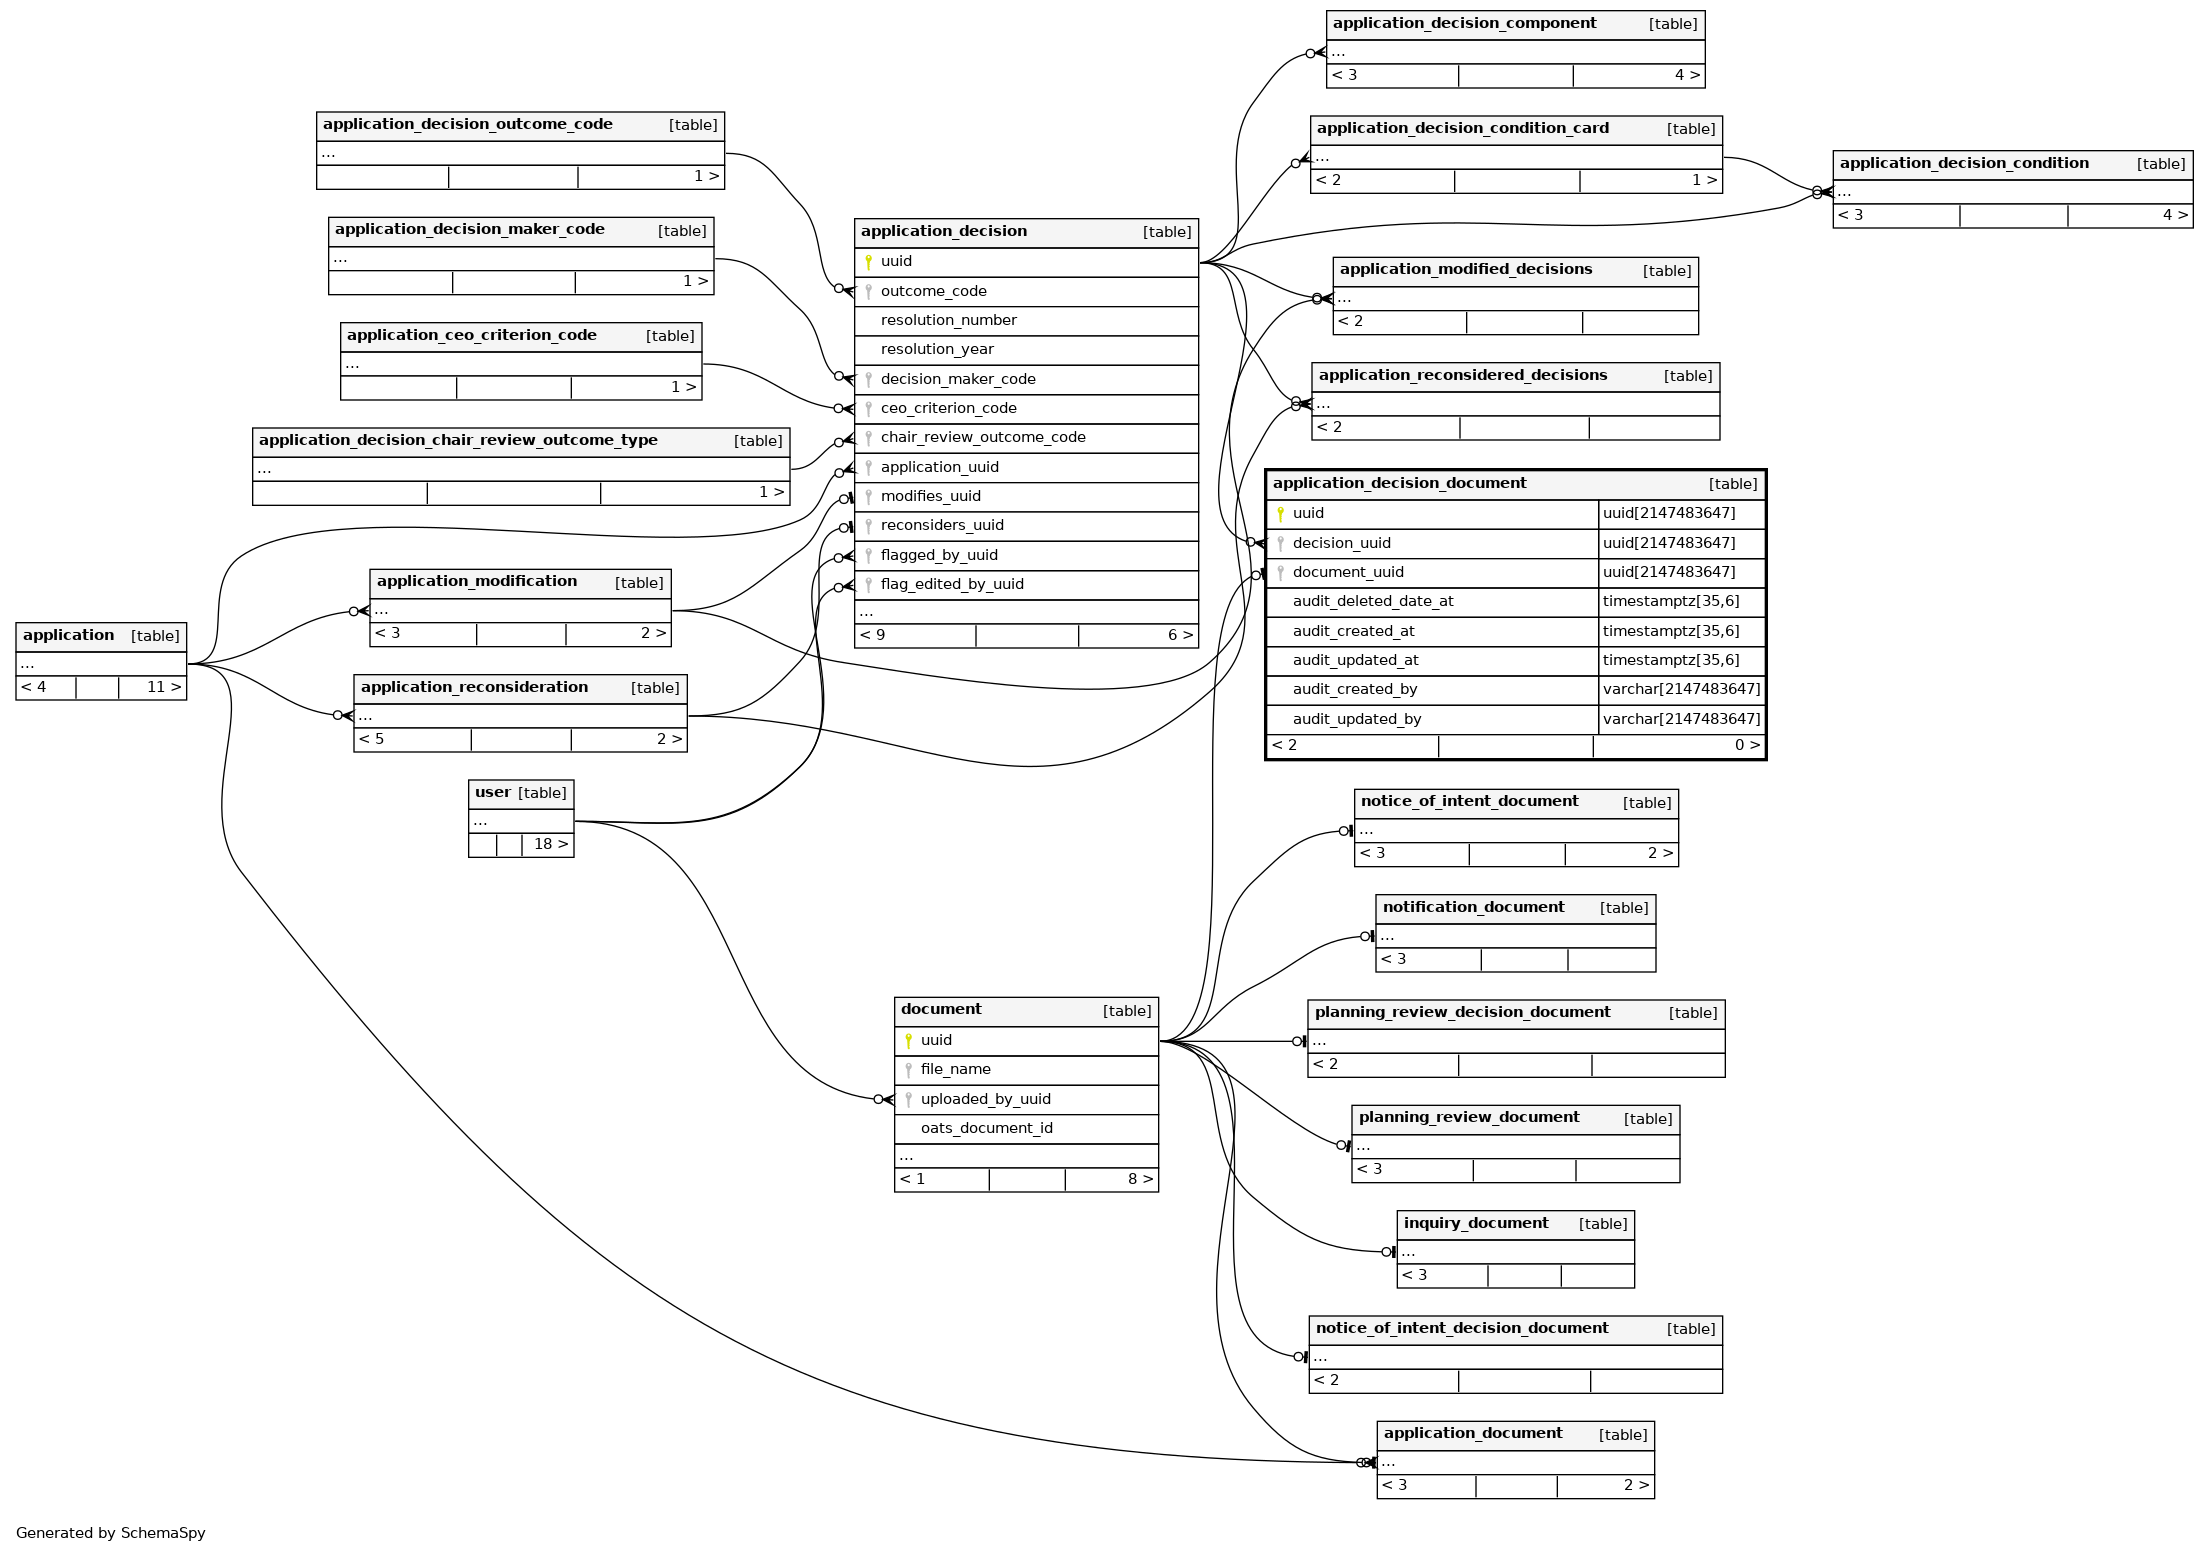 application_decision_component [table]
...
< 3 4 >
application_decision_outcome_code [table]
...
1 >
application_decision_condition_card [table]
...
< 2 1 >
application_decision_condition [table]
...
< 3 4 >
application_decision_maker_code [table]
...
1 >
application_decision [table]
uuid
outcome_code
resolution_number
resolution_year
decision_maker_code
ceo_criterion_code
chair_review_outcome_code
application_uuid
modifies_uuid
reconsiders_uuid
flagged_by_uuid
flag_edited_by_uuid
...
< 9 6 >
application_modified_decisions [table]
...
< 2
application_ceo_criterion_code [table]
...
1 >
application_reconsidered_decisions [table]
...
< 2
application_decision_chair_review_outcome_type [table]
...
1 >
application_decision_document [table]
uuid uuid[2147483647]
decision_uuid uuid[2147483647]
document_uuid uuid[2147483647]
audit_deleted_date_at timestamptz[35,6]
audit_created_at timestamptz[35,6]
audit_updated_at timestamptz[35,6]
audit_created_by varchar[2147483647]
audit_updated_by varchar[2147483647]
< 2 0 >
application_modification [table]
...
< 3 2 >
application [table]
...
< 4 11 >
application_reconsideration [table]
...
< 5 2 >
user [table]
...
18 >
notice_of_intent_document [table]
...
< 3 2 >
notification_document [table]
...
< 3
document [table]
uuid
file_name
uploaded_by_uuid
oats_document_id
...
< 1 8 >
planning_review_decision_document [table]
...
< 2
planning_review_document [table]
...
< 3
inquiry_document [table]
...
< 3
notice_of_intent_decision_document [table]
...
< 2
application_document [table]
...
< 3 2 >
Generated by SchemaSpy